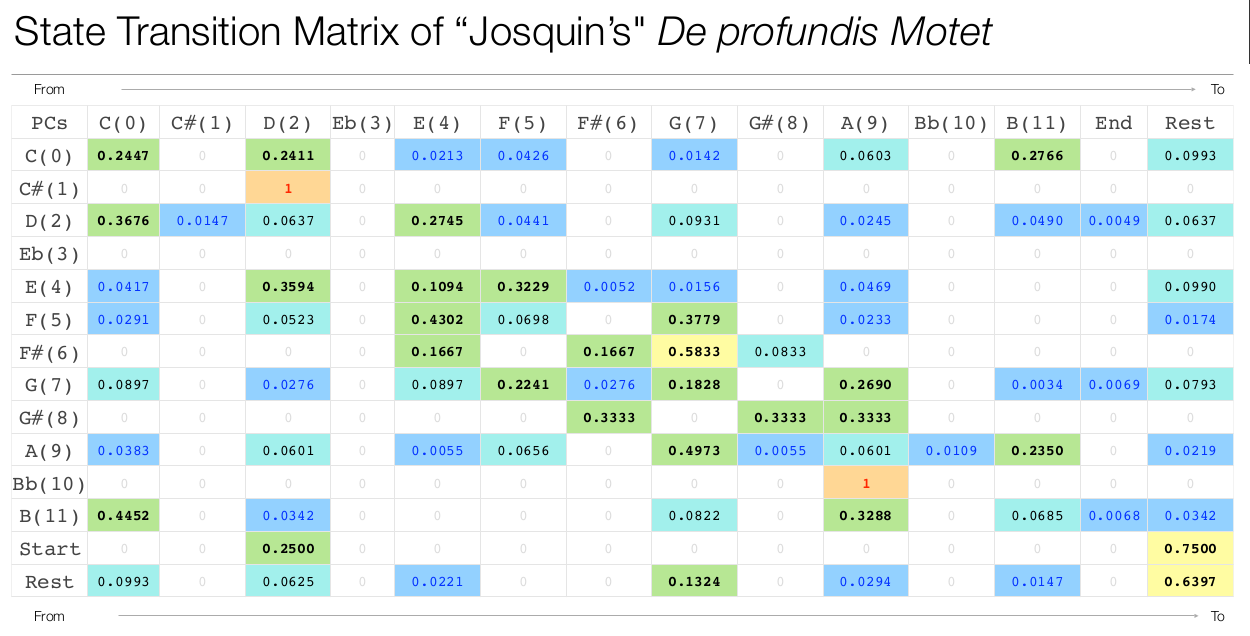 State Transition Matrix of “Josquin’s" De profundis Motet
From To
PCs C(0) C#(1) D(2) Eb(3) E(4) F(5) F#(6) G(7) G#(8) A(9) Bb(10) B(11) End Rest
C(0) 0.2447 0 0.2411 0 0.0213 0.0426 0 0.0142 0 0.0603 0 0.2766 0 0.0993
C#(1) 0 0 1 0 0 0 0 0 0 0 0 0 0 0
D(2) 0.3676 0.0147 0.0637 0 0.2745 0.0441 0 0.0931 0 0.0245 0 0.0490 0.0049 0.0637
Eb(3) 0 0 0 0 0 0 0 0 0 0 0 0 0 0
E(4) 0.0417 0 0.3594 0 0.1094 0.3229 0.0052 0.0156 0 0.0469 0 0 0 0.0990
F(5) 0.0291 0 0.0523 0 0.4302 0.0698 0 0.3779 0 0.0233 0 0 0 0.0174
F#(6) 0 0 0 0 0.1667 0 0.1667 0.5833 0.0833 0 0 0 0 0
G(7) 0.0897 0 0.0276 0 0.0897 0.2241 0.0276 0.1828 0 0.2690 0 0.0034 0.0069 0.0793
G#(8) 0 0 0 0 0 0 0.3333 0 0.3333 0.3333 0 0 0 0
A(9) 0.0383 0 0.0601 0 0.0055 0.0656 0 0.4973 0.0055 0.0601 0.0109 0.2350 0 0.0219
Bb(10) 0 0 0 0 0 0 0 0 0 1 0 0 0 0
B(11) 0.4452 0 0.0342 0 0 0 0 0.0822 0 0.3288 0 0.0685 0.0068 0.0342
Start 0 0 0.2500 0 0 0 0 0 0 0 0 0 0 0.7500
Rest 0.0993 0 0.0625 0 0.0221 0 0 0.1324 0 0.0294 0 0.0147 0 0.6397
From To